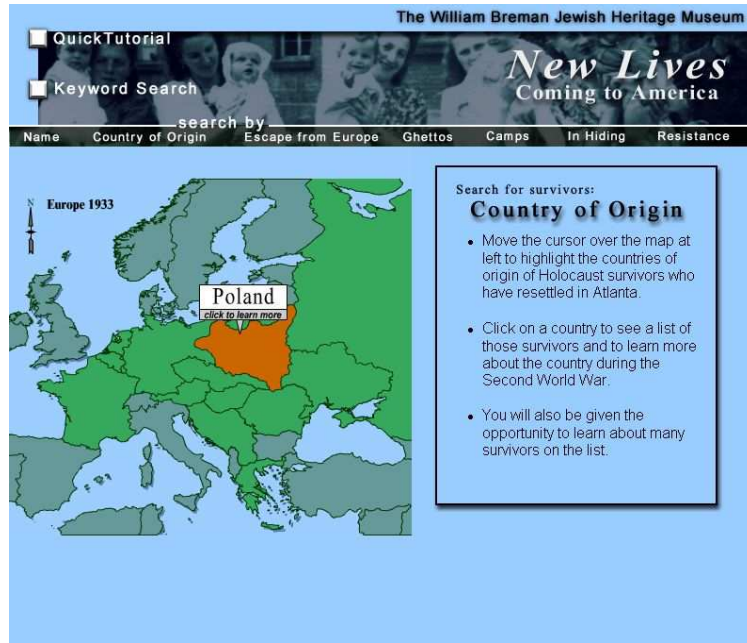 The William Breman Jewish Heritage Museum
QuickTutorial
Keyword Search
New Lives
Coming to America
search by
Name Country of Origin Escape from Europe Ghettos Camps In Hiding Resistance
N
Europe 1933
Poland
click to learn more
Search for survivors:
Country of Origin
• Move the cursor over the map at
left to highlight the countries of
origin of Holocaust survivors who
have resettled in Atlanta.
• Click on a country to see a list of
those survivors and to learn more
about the country during the
Second World War.
• You will also be given the
opportunity to learn about many
survivors on the list.